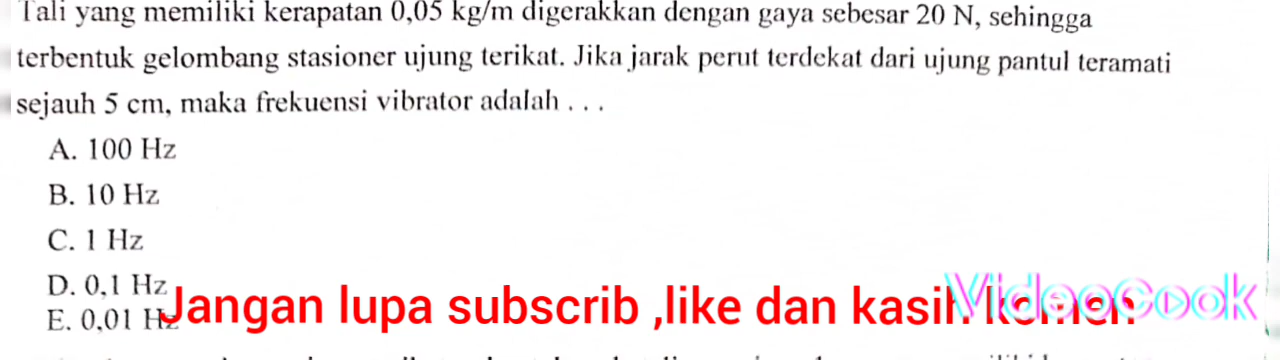 Tali yang memiliki kerapatan 0,05 kg/m digerakkan dengan gaya sebesar 20 N, sehingga
terbentuk gelombang stasioner ujung terikat. Jika jarak perut terdekat dari ujung pantul teramati
sejauh 5 cm, maka frekuensi vibrator adalah . . .
A. 100 Hz
B. 10 Hz
C. 1 Hz
D. 0,1 Hz
E. 0,01 Hz
Jangan lupa subscrib ,like dan kasih komen
VideoCook